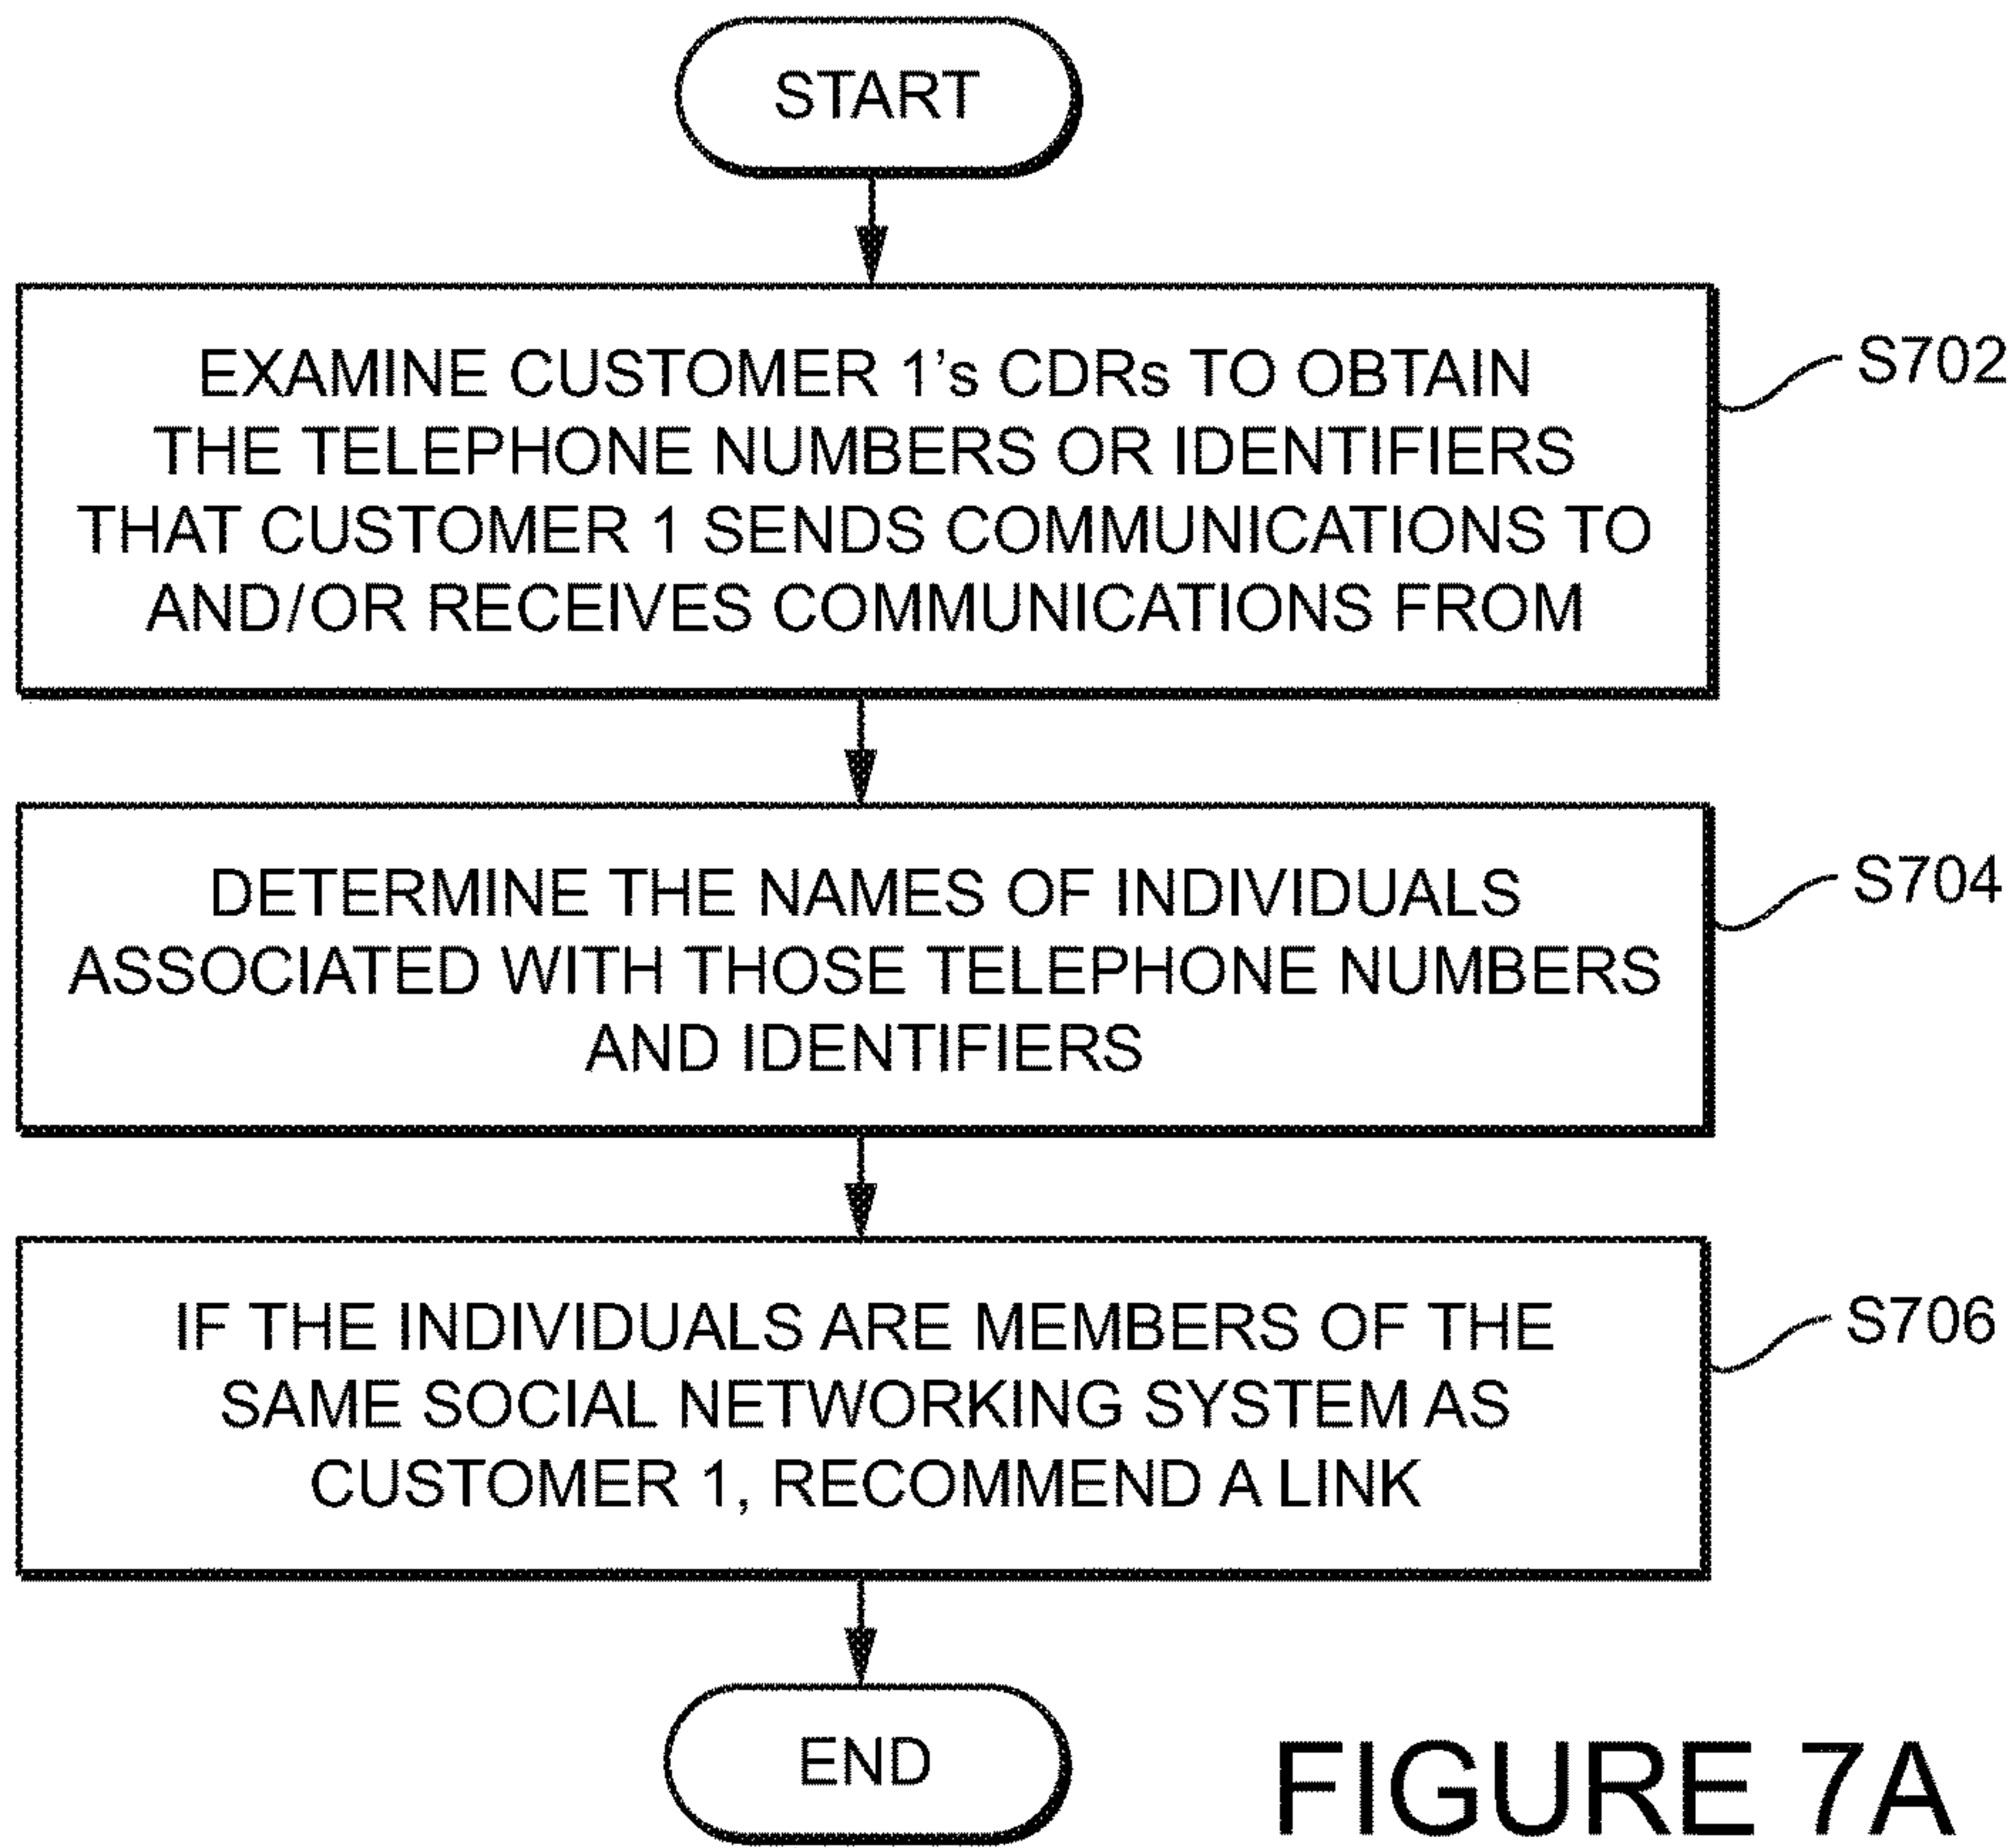 START
EXAMINE CUSTOMER 1's CDRs TO OBTAIN
THE TELEPHONE NUMBERS OR IDENTIFIERS
THAT CUSTOMER 1 SENDS COMMUNICATIONS TO
AND/OR RECEIVES COMMUNICATIONS FROM
S702
DETERMINE THE NAMES OF INDIVIDUALS
ASSOCIATED WITH THOSE TELEPHONE NUMBERS
AND IDENTIFIERS
S704
IF THE INDIVIDUALS ARE MEMBERS OF THE
SAME SOCIAL NETWORKING SYSTEM AS
CUSTOMER 1, RECOMMEND A LINK
S706
END
FIGURE 7A